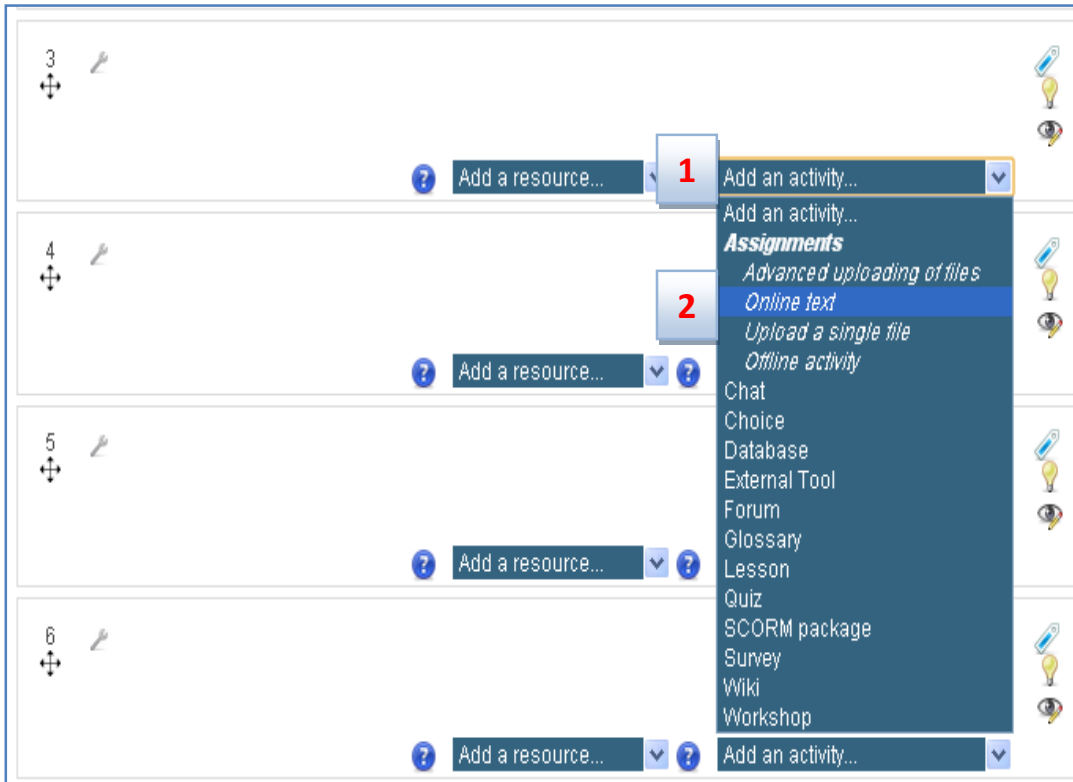 3
Add a resource...
1
Add an activity...
Add an activity...
Assignments
Advanced uploading of files
4
2
Online text
Upload a single file
Offline activity
Add a resource...
Chat
Choice
5
Database
External Tool
Forum
Glossary
Add a resource...
Lesson
Quiz
6
SCORM package
Survey
Wiki
Workshop
Add a resource...
Add an activity...